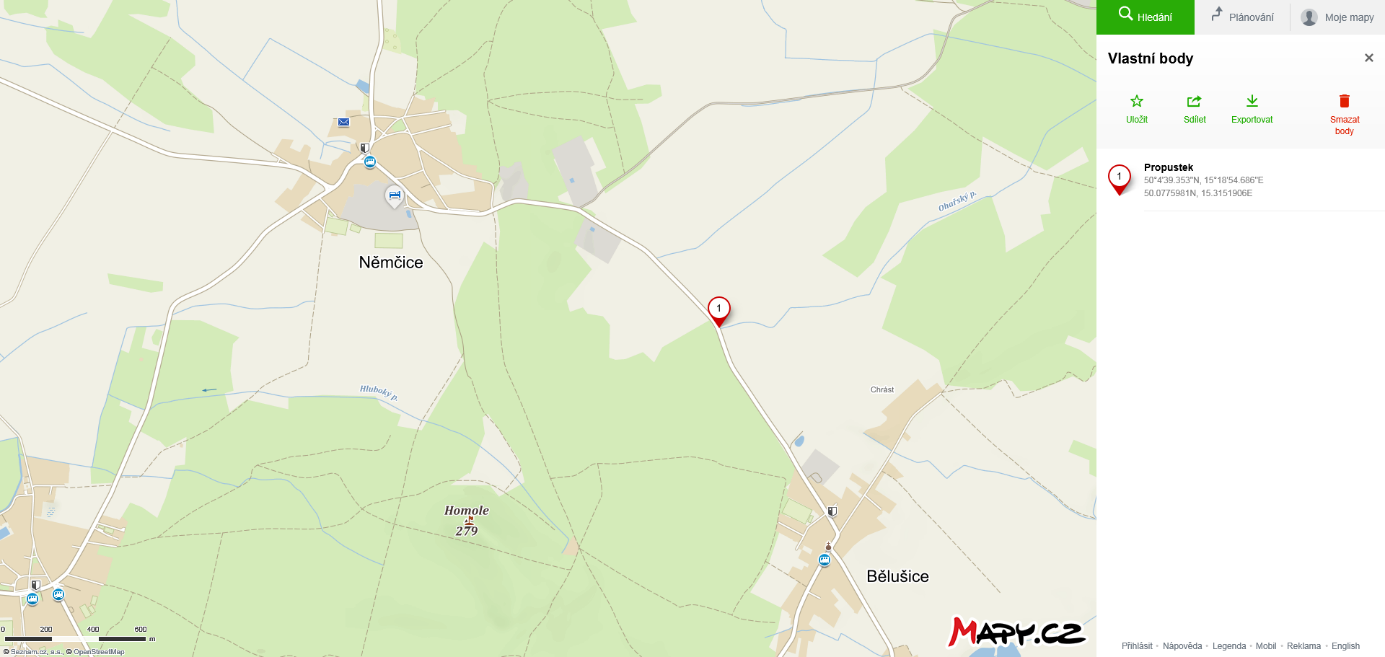 Hledání
Plánování
Moje mapy
Vlastní body
Uložit
Sdílet
Exportovat
Smazat
body
1
Propustek
50°4'39.353"N, 15°18'54.686"E
50.0775981N, 15.3151906E
Ohařský p.
Němčice
1
Hluboký p.
Chrást
Homole
279
Bělušice
0 200 400 600 m
© Seznam.cz, a.s., © OpenStreetMap
Mapy.cz
Přihlásit · Nápověda · Legenda · Mobil · Reklama · English